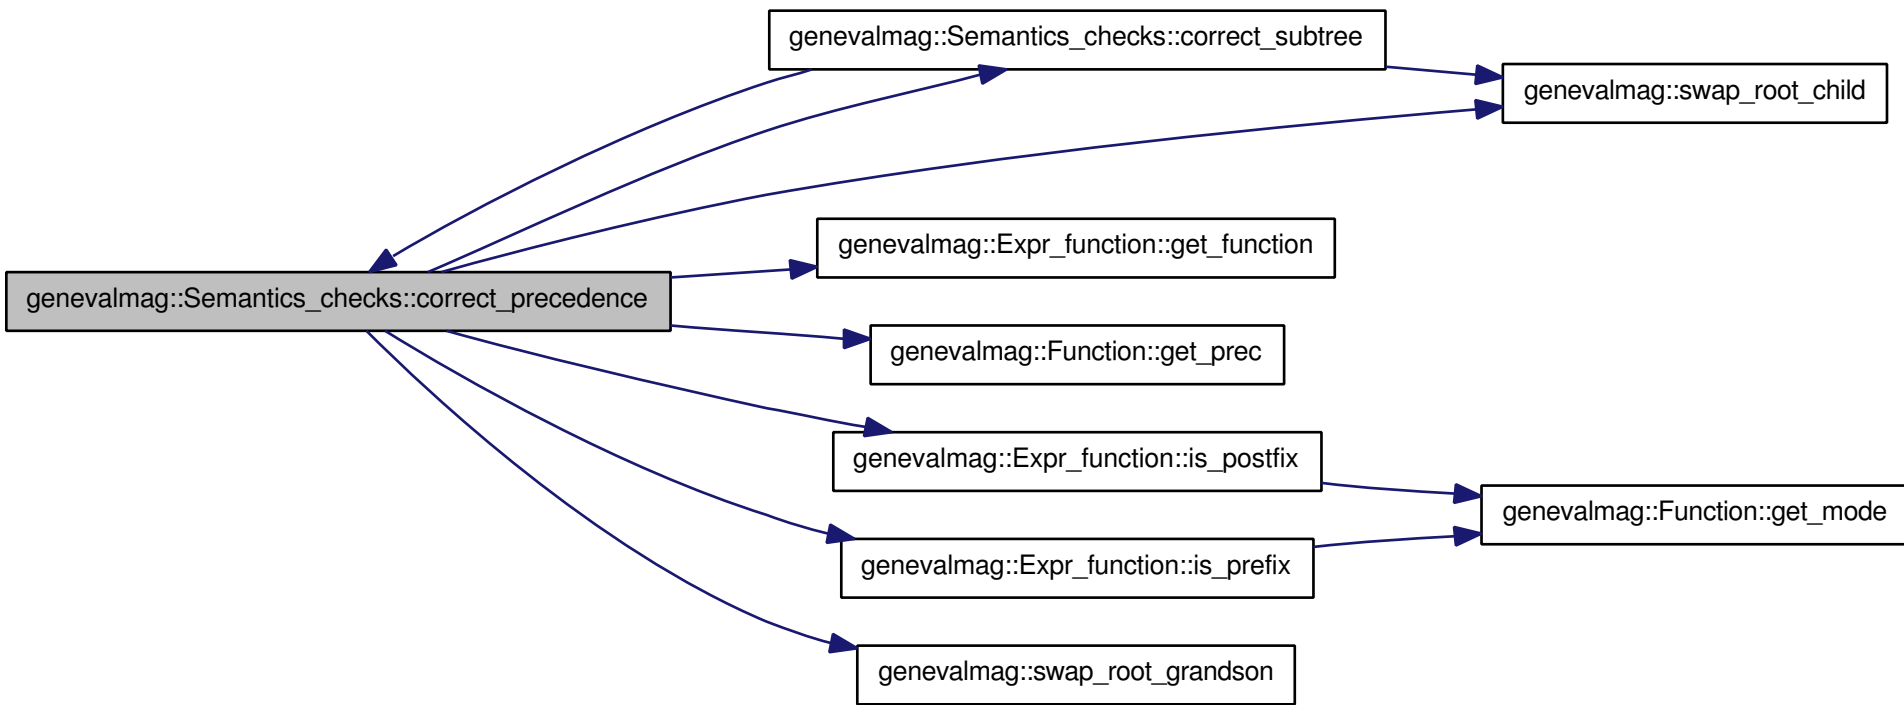 genevalmag::Semantics_checks::correct_subtree
genevalmag::swap_root_child
genevalmag::Expr_function::get_function
genevalmag::Semantics_checks::correct_precedence
genevalmag::Function::get_prec
genevalmag::Expr_function::is_postfix
genevalmag::Function::get_mode
genevalmag::Expr_function::is_prefix
genevalmag::swap_root_grandson